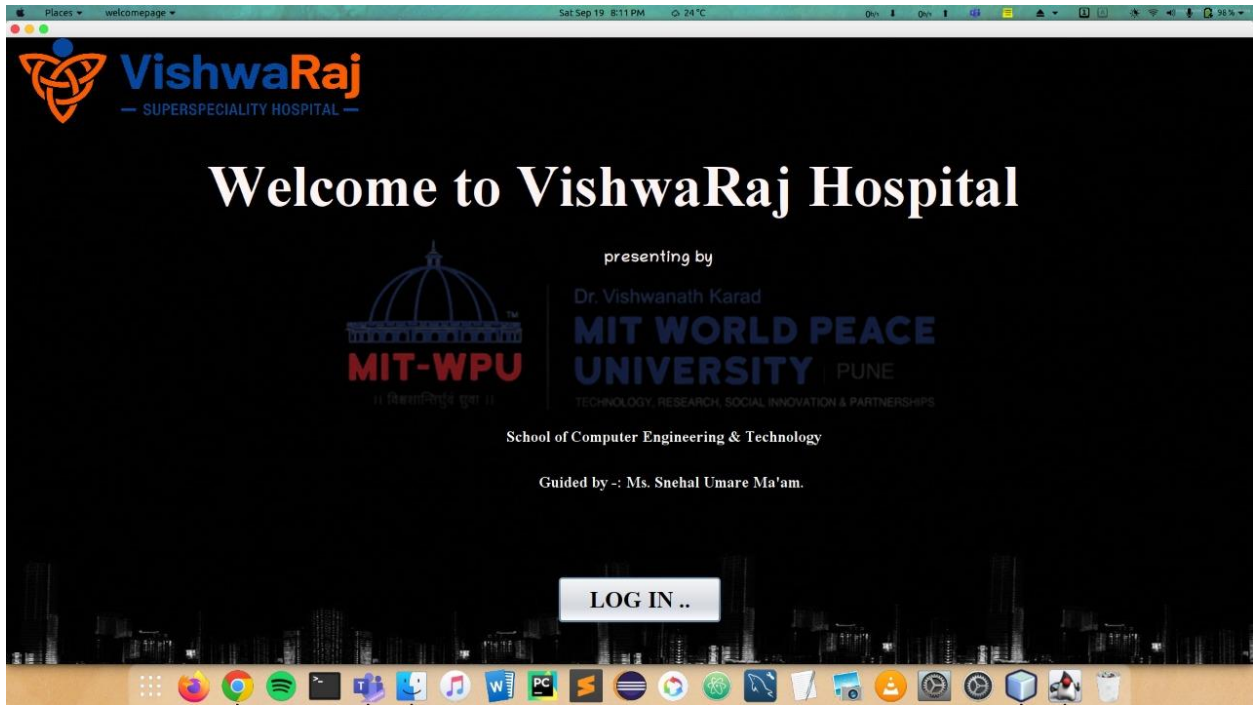 Places welcomepage Sat Sep 19 8:11 PM 24 °C 98 %
VishwaRaj
SUPERSPECIALITY HOSPITAL
Welcome to VishwaRaj Hospital
presenting by
Dr. Vishwanath Karad
MIT WORLD PEACE
UNIVERSITY | PUNE
TECHNOLOGY, RESEARCH, SOCIAL INNOVATION & PARTNERSHIPS
TM
MIT-WPU
School of Computer Engineering & Technology
Guided by -: Ms. Snehal Umare Ma'am.
LOG IN ..